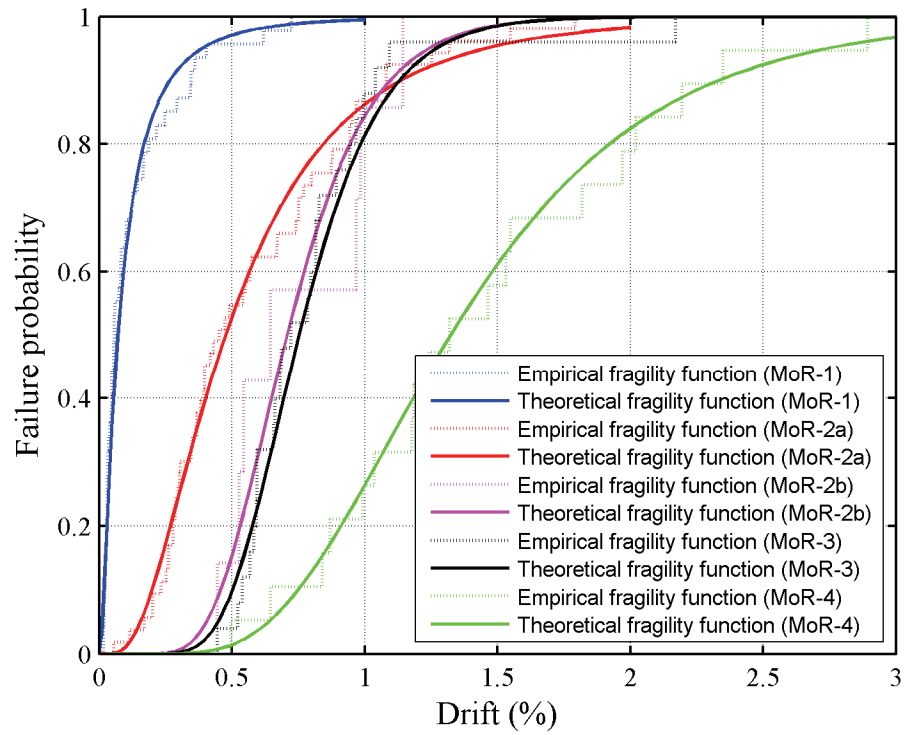 Failure probability
1
0.8
0.6
0.4
0.2
0
0
0.5
1
1.5
2
2.5
3
Drift (%)
Empirical fragility function (MoR-1)
Theoretical fragility function (MoR-1)
Empirical fragility function (MoR-2a)
Theoretical fragility function (MoR-2a)
Empirical fragility function (MoR-2b)
Theoretical fragility function (MoR-2b)
Empirical fragility function (MoR-3)
Theoretical fragility function (MoR-3)
Empirical fragility function (MoR-4)
Theoretical fragility function (MoR-4)